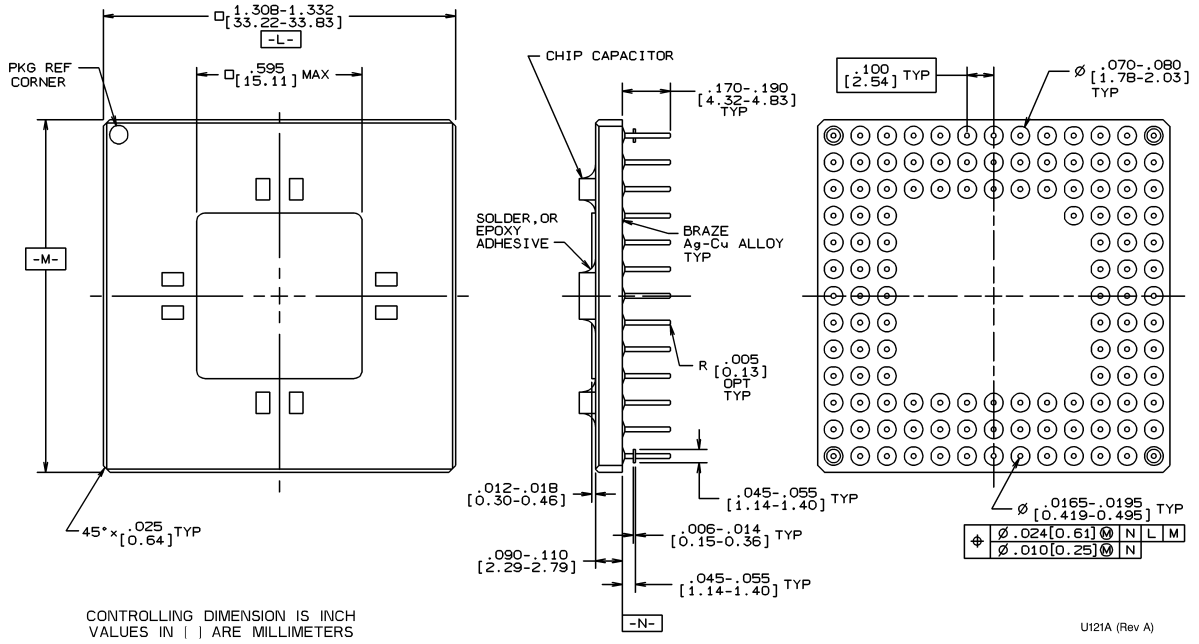 □ 1.308-1.332
[33.22-33.83]
-L-
PKG REF
CORNER
□ .595 MAX
[15.11]
-M-
45°× .025 TYP
[0.64]
CHIP CAPACITOR
.170-.190
[4.32-4.83]
TYP
SOLDER,OR
EPOXY
ADHESIVE
BRAZE
Ag-Cu ALLOY
TYP
R .005
[0.13]
OPT
TYP
.012-.018
[0.30-0.46]
.045-.055 TYP
[1.14-1.40]
.006-.014 TYP
[0.15-0.36]
.090-.110
[2.29-2.79]
.045-.055 TYP
[1.14-1.40]
-N-
.100 TYP
[2.54]
Ø .070-.080
[1.78-2.03]
TYP
Ø .0165-.0195 TYP
[0.419-0.495]
⌖ Ø .024[0.61] Ⓜ N L M
Ø .010[0.25] Ⓜ N
CONTROLLING DIMENSION IS INCH
VALUES IN [ ] ARE MILLIMETERS
U121A (Rev A)